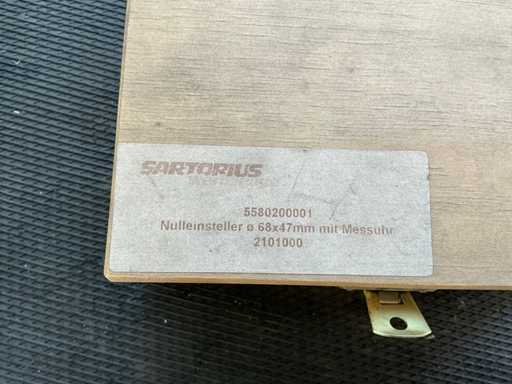 SARTORIUS
5580200001
Nulleinsteller ø 68x47mm mit Messuhr
2101000